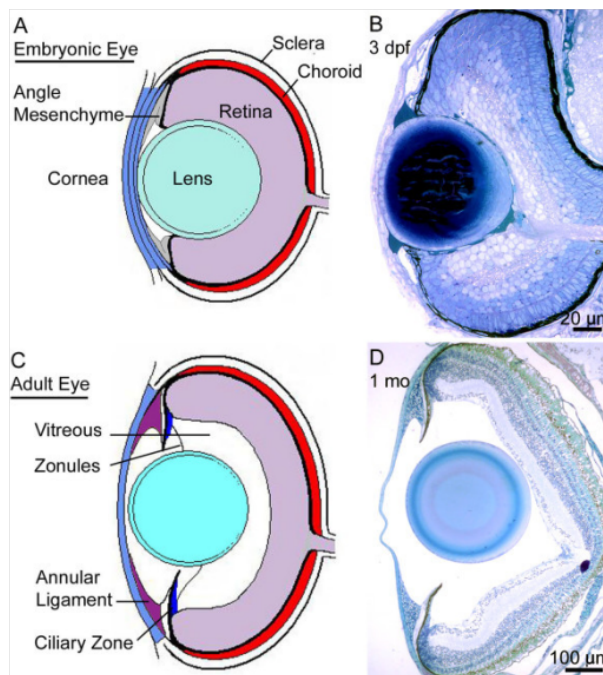 A
Embryonic Eye
Angle
Mesenchyme
Cornea
Lens
Retina
Sclera
Choroid
B
3 dpf
20 µm
C
Adult Eye
Vitreous
Zonules
Annular
Ligament
Ciliary Zone
D
1 mo
100 µm